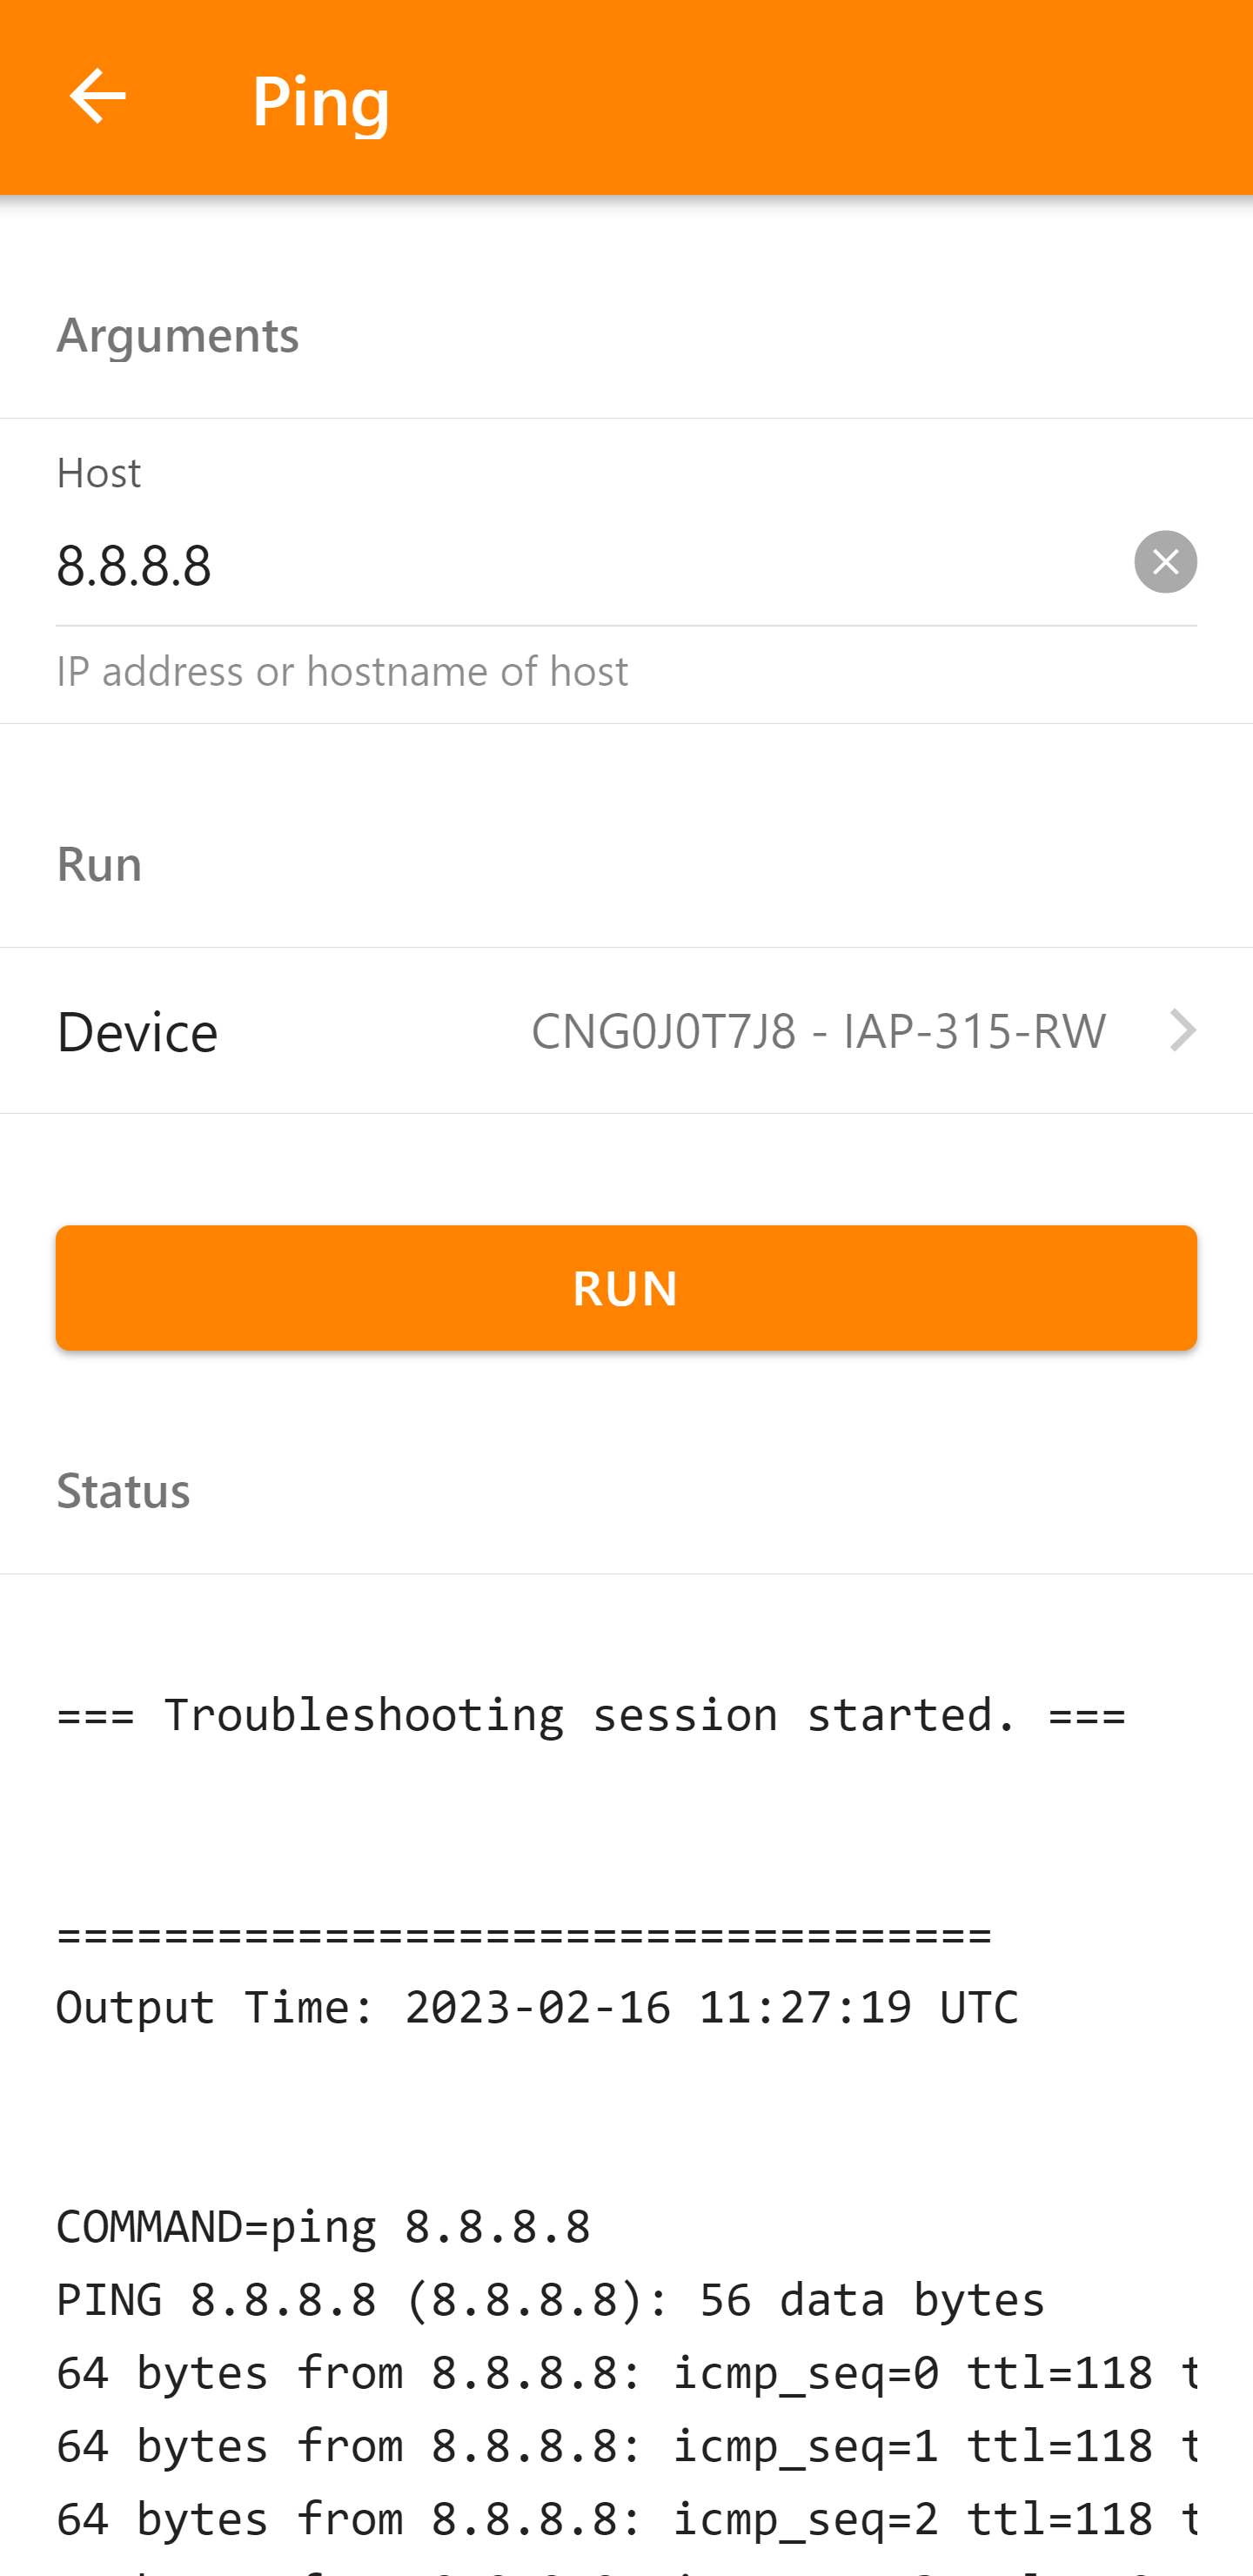 Ping
Arguments
Host
8.8.8.8
IP address or hostname of host
Run
Device CNG0J0T7J8 - IAP-315-RW
RUN
Status
=== Troubleshooting session started. ===
===================================
Output Time: 2023-02-16 11:27:19 UTC
COMMAND=ping 8.8.8.8
PING 8.8.8.8 (8.8.8.8): 56 data bytes
64 bytes from 8.8.8.8: icmp_seq=0 ttl=118 t
64 bytes from 8.8.8.8: icmp_seq=1 ttl=118 t
64 bytes from 8.8.8.8: icmp_seq=2 ttl=118 t